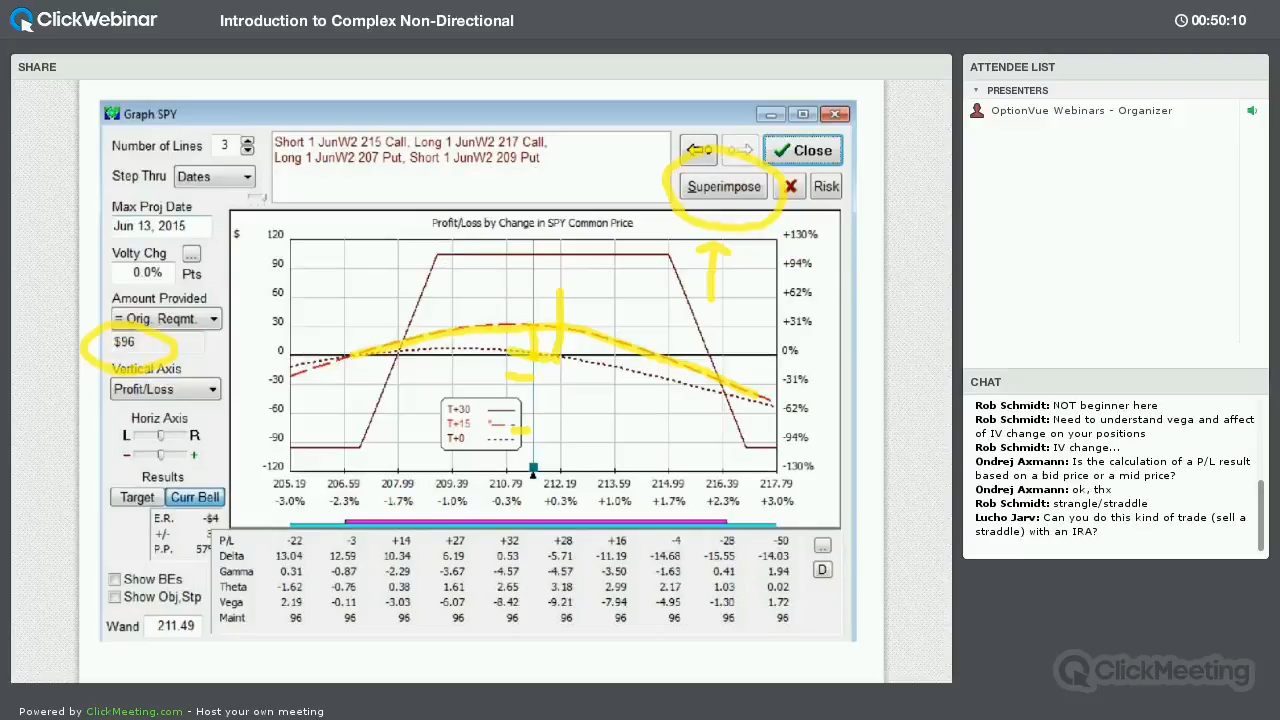 ClickWebinar
Introduction to Complex Non-Directional
00:50:10
SHARE
Graph SPY
Number of Lines 3
Step Thru Dates
Max Proj Date
Jun 13, 2015
Volty Chg ...
0.0% Pts
Amount Provided
= Orig. Reqmt.
$96
Vertical Axis
Profit/Loss
Horiz Axis
L R
- +
Results
Target Curr Bell
E.R. -$4
+/-
P.P. 57
Show BEs
Show Obj,Stp
Wand 211.49
Short 1 JunW2 215 Call, Long 1 JunW2 217 Call,
Long 1 JunW2 207 Put, Short 1 JunW2 209 Put
Close
Superimpose X Risk
Profit/Loss by Change in SPY Common Price
$ 120 +130%
90 +94%
60 +62%
30 +31%
0 0%
-30 -31%
-60 -62%
-90 -94%
-120 -130%
T+30
T+15
T+0
205.19 206.59 207.99 209.39 210.79 212.19 213.59 214.99 216.39 217.79
-3.0% -2.3% -1.7% -1.0% -0.3% +0.3% +1.0% +1.7% +2.3% +3.0%
P/L -22 -3 +14 +27 +32 +28 +16 -4 -28 -50 ...
Delta 13.04 12.59 10.34 6.19 0.53 -5.71 -11.19 -14.68 -15.55 -14.03
Gamma 0.31 -0.87 -2.29 -3.67 -4.57 -4.57 -3.50 -1.63 0.41 1.94 D
Theta -1.62 -0.76 0.38 1.61 2.65 3.18 2.99 2.17 1.03 0.02
Vega 2.19 -0.11 -3.03 -6.07 -8.42 -9.21 -7.94 -4.95 -1.30 1.72
Maint 96 96 96 96 96 96 96 96 96 96
ATTENDEE LIST
PRESENTERS
OptionVue Webinars - Organizer
CHAT
Rob Schmidt: NOT beginner here
Rob Schmidt: Need to understand vega and affect
of IV change on your positions
Rob Schmidt: IV change...
Ondrej Axmann: Is the calculation of a P/L result
based on a bid price or a mid price?
Ondrej Axmann: ok, thx
Rob Schmidt: strangle/straddle
Lucho Jarv: Can you do this kind of trade (sell a
straddle) with an IRA?
ClickMeeting
Powered by ClickMeeting.com - Host your own meeting